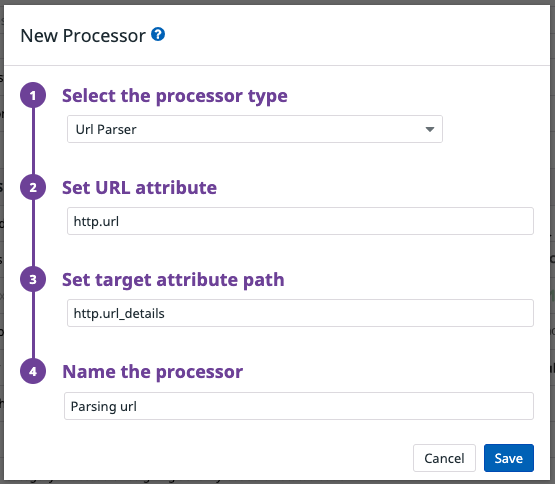 New Processor ?
1 Select the processor type
Url Parser
2 Set URL attribute
http.url
3 Set target attribute path
http.url_details
4 Name the processor
Parsing url
Cancel Save